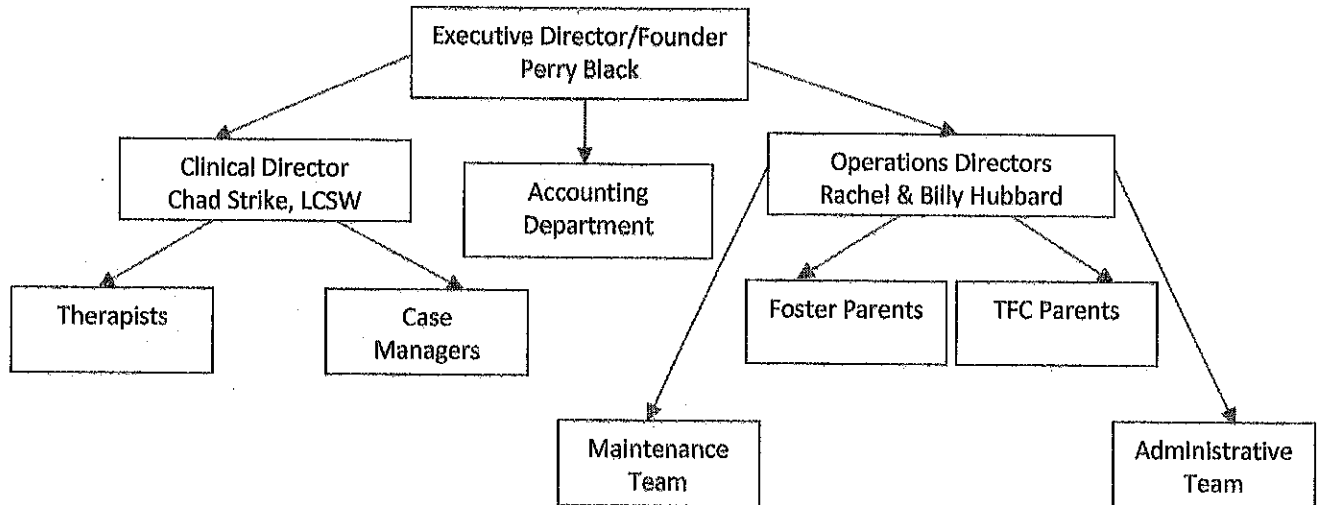 Executive Director/Founder
Perry Black
Clinical Director
Chad Strike, LCSW
Accounting
Department
Operations Directors
Rachel & Billy Hubbard
Therapists
Case
Managers
Foster Parents
TFC Parents
Maintenance
Team
Administrative
Team